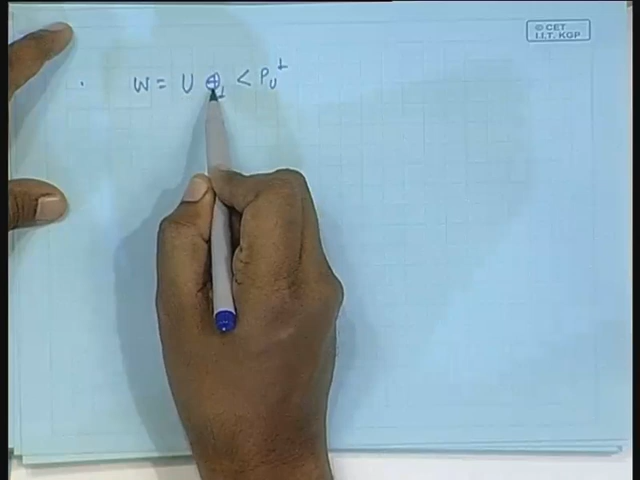 © CET
I.I.T. KGP
W = U ⊕⊥ < P_U^⊥